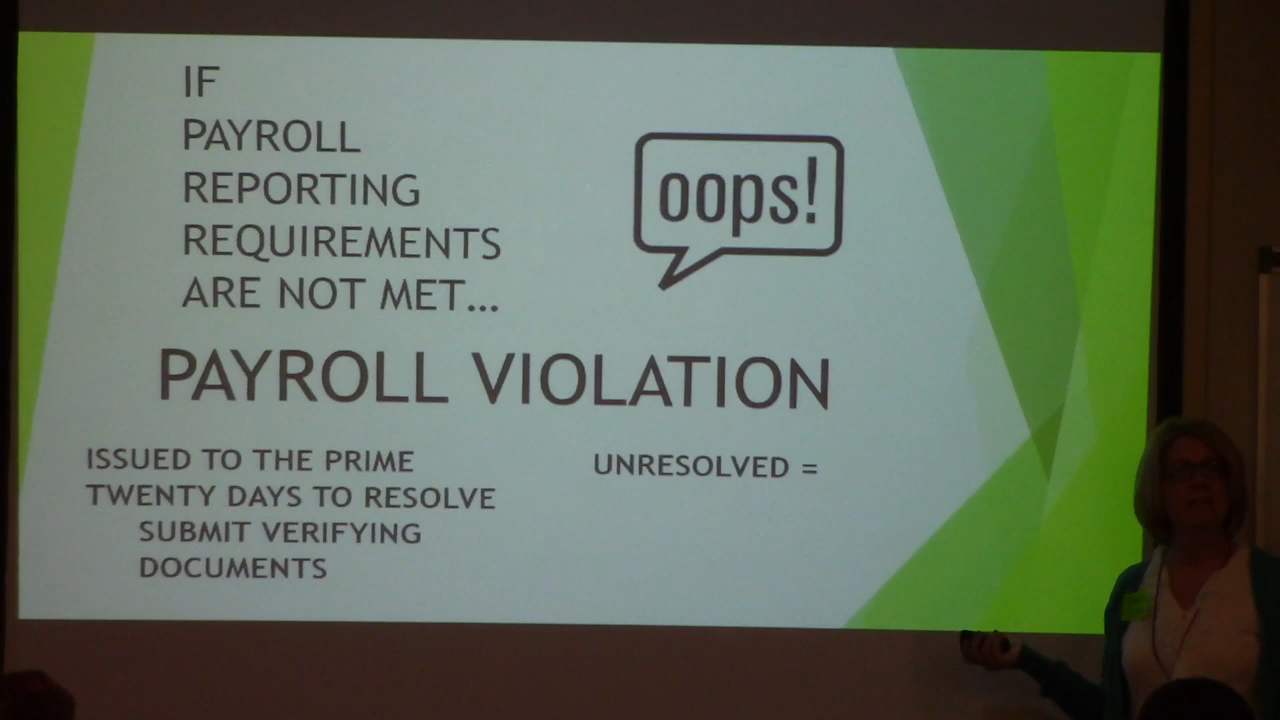 IF
PAYROLL
REPORTING
REQUIREMENTS
ARE NOT MET...
oops!
PAYROLL VIOLATION
ISSUED TO THE PRIME
TWENTY DAYS TO RESOLVE
SUBMIT VERIFYING
DOCUMENTS
UNRESOLVED =